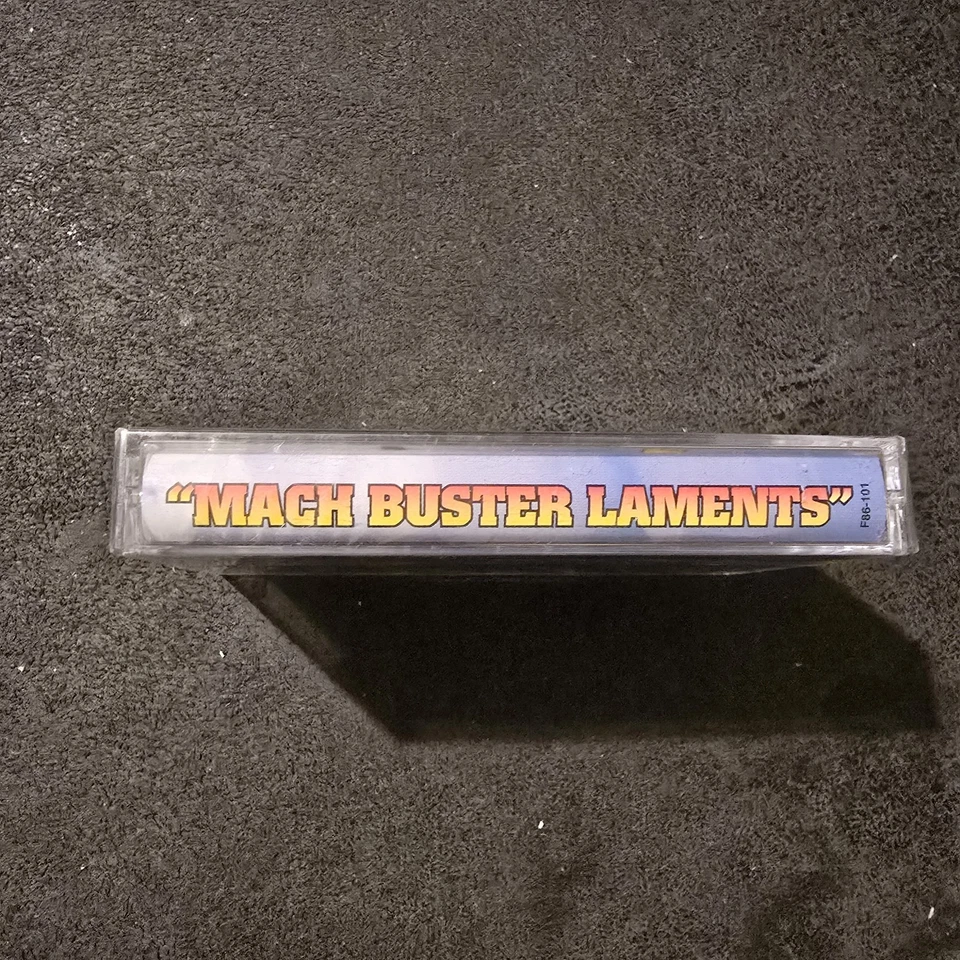 “MACH BUSTER LAMENTS”
F86-101